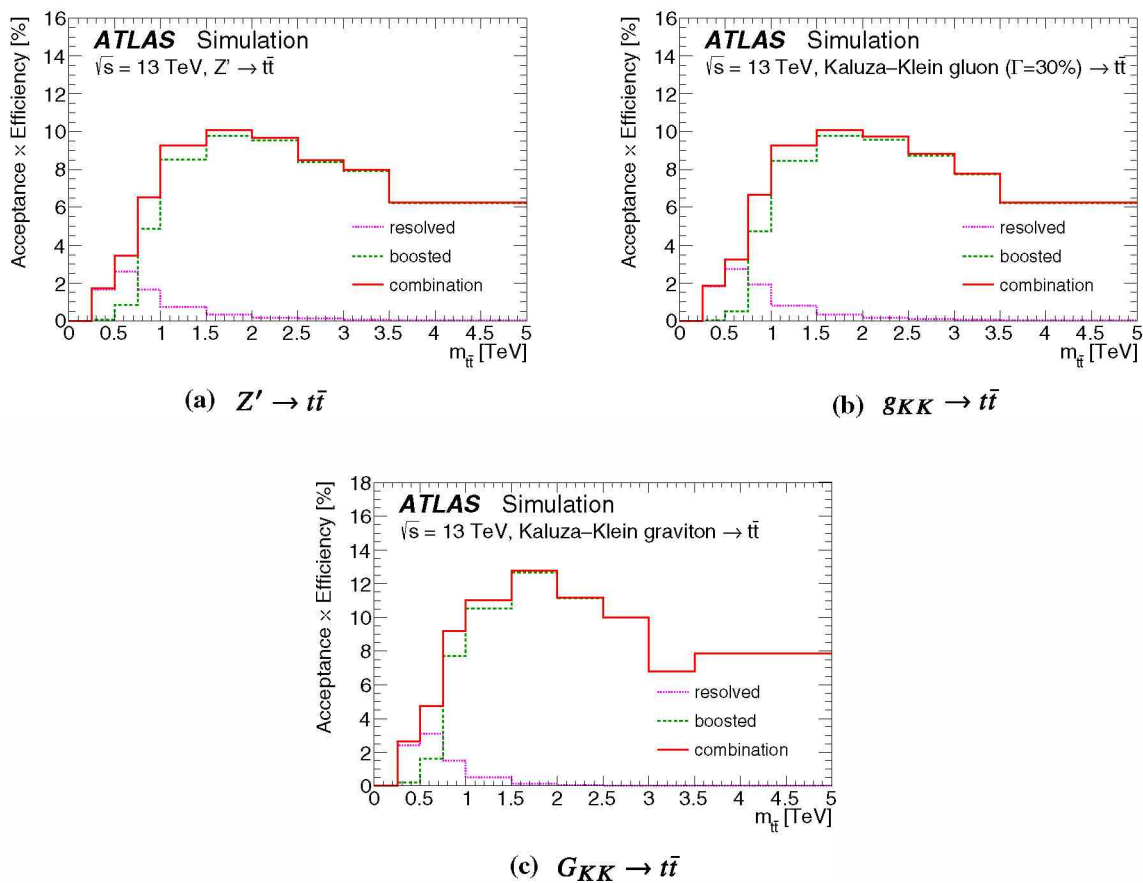 ATLAS Simulation
√s = 13 TeV, Z' → tt̄
Acceptance × Efficiency [%]
16
14
12
10
8
6
4
2
0
resolved
boosted
combination
0 0.5 1 1.5 2 2.5 3 3.5 4 4.5 5
m_tt̄ [TeV]
(a) Z' → tt̄
ATLAS Simulation
√s = 13 TeV, Kaluza–Klein gluon (Γ=30%) → tt̄
Acceptance × Efficiency [%]
16
14
12
10
8
6
4
2
0
resolved
boosted
combination
0 0.5 1 1.5 2 2.5 3 3.5 4 4.5 5
m_tt̄ [TeV]
(b) g_KK → tt̄
ATLAS Simulation
√s = 13 TeV, Kaluza–Klein graviton → tt̄
Acceptance × Efficiency [%]
18
16
14
12
10
8
6
4
2
0
resolved
boosted
combination
0 0.5 1 1.5 2 2.5 3 3.5 4 4.5 5
m_tt̄ [TeV]
(c) G_KK → tt̄